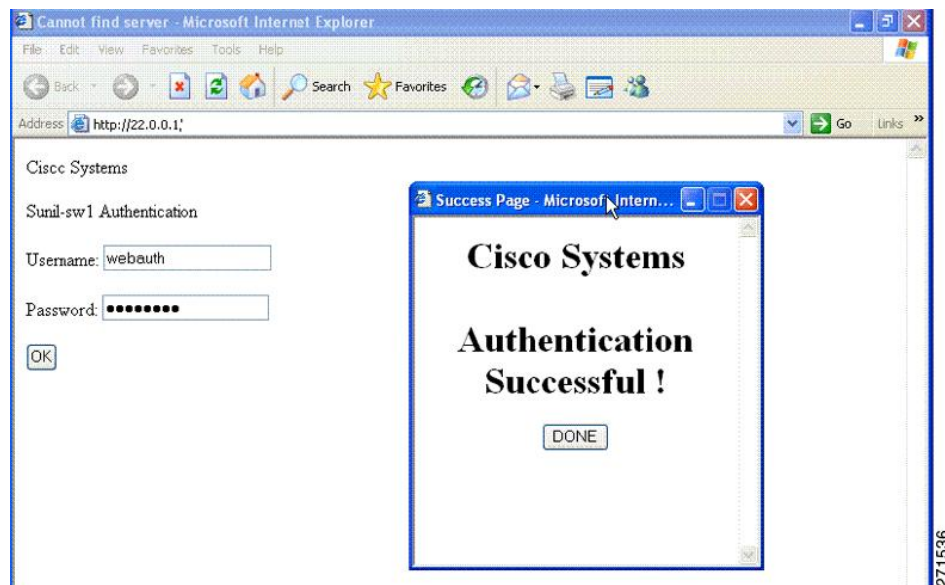 Cannot find server - Microsoft Internet Explorer
File Edit View Favorites Tools Help
Back Search Favorites
Address http://22.0.0.1; Go Links »
Cisco Systems
Sunil-sw1 Authentication
Username: webauth
Password: ●●●●●●●●
OK
Success Page - Microsoft Intern...
Cisco Systems
Authentication
Successful !
DONE
271536